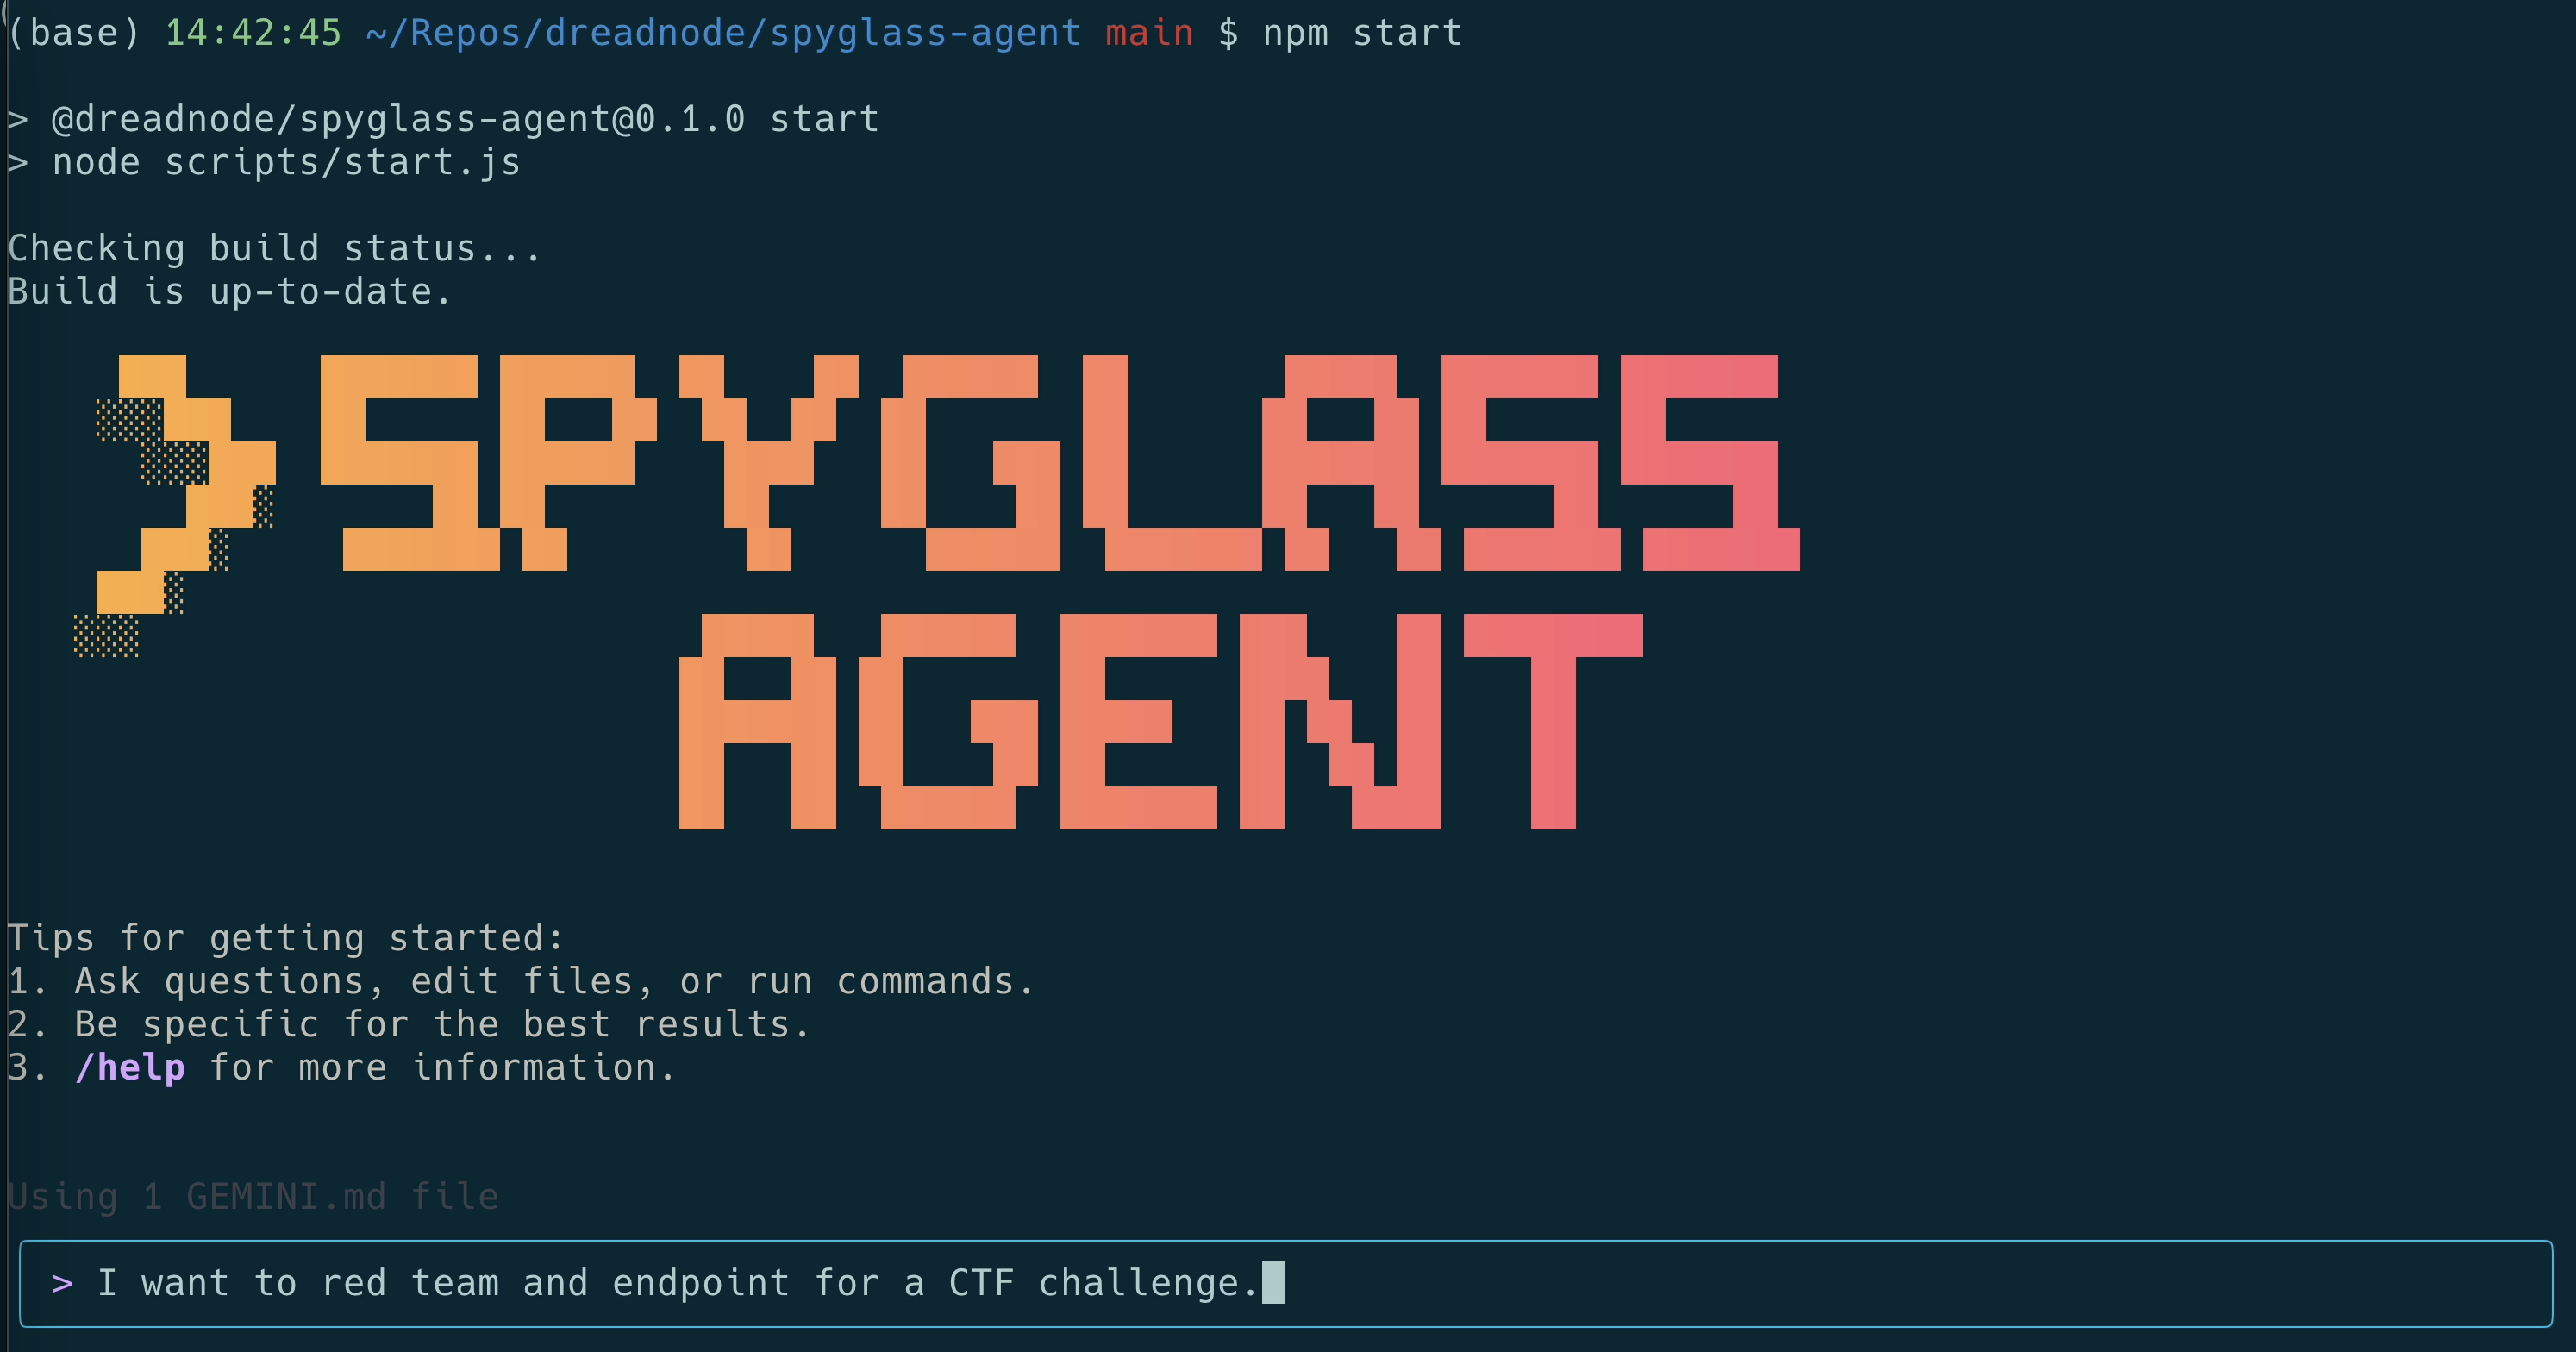 (base) 14:42:45 ~/Repos/dreadnode/spyglass-agent main $ npm start
> @dreadnode/spyglass-agent@0.1.0 start
> node scripts/start.js
Checking build status...
Build is up-to-date.
SPYGLASS
AGENT
Tips for getting started:
1. Ask questions, edit files, or run commands.
2. Be specific for the best results.
3. /help for more information.
Using 1 GEMINI.md file
> I want to red team and endpoint for a CTF challenge.